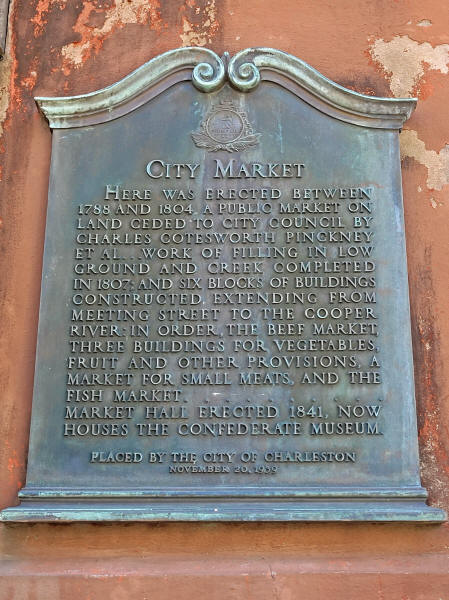 CITY MARKET
HERE WAS ERECTED BETWEEN
1788 AND 1804, A PUBLIC MARKET ON
LAND CEDED TO CITY COUNCIL BY
CHARLES COTESWORTH PINCKNEY
ET AL. WORK OF FILLING IN LOW
GROUND AND CREEK COMPLETED
IN 1807; AND SIX BLOCKS OF BUILDINGS
CONSTRUCTED, EXTENDING FROM
MEETING STREET TO THE COOPER
RIVER: IN ORDER, THE BEEF MARKET,
THREE BUILDINGS FOR VEGETABLES,
FRUIT AND OTHER PROVISIONS, A
MARKET FOR SMALL MEATS, AND THE
FISH MARKET . . . . . . . . . . .
MARKET HALL ERECTED 1841, NOW
HOUSES THE CONFEDERATE MUSEUM.
PLACED BY THE CITY OF CHARLESTON
NOVEMBER 20, 1939